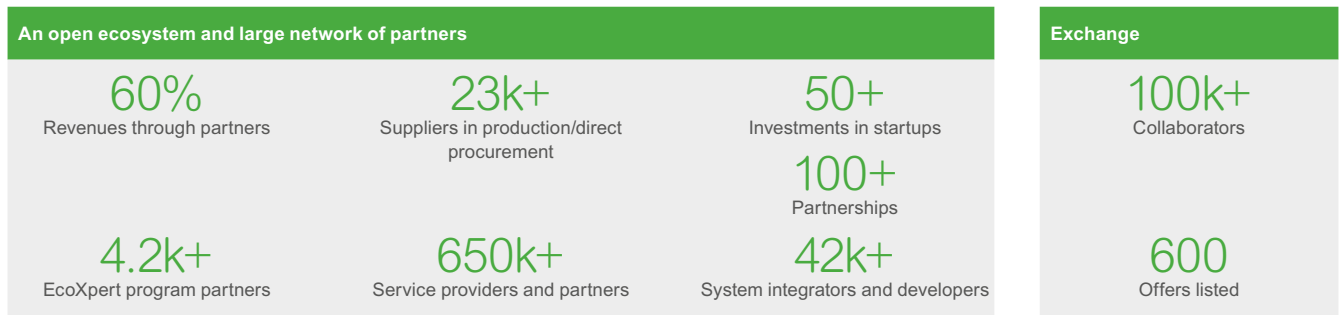 An open ecosystem and large network of partners
60%
Revenues through partners
23k+
Suppliers in production/direct
procurement
50+
Investments in startups
100+
Partnerships
4.2k+
EcoXpert program partners
650k+
Service providers and partners
42k+
System integrators and developers
Exchange
100k+
Collaborators
600
Offers listed